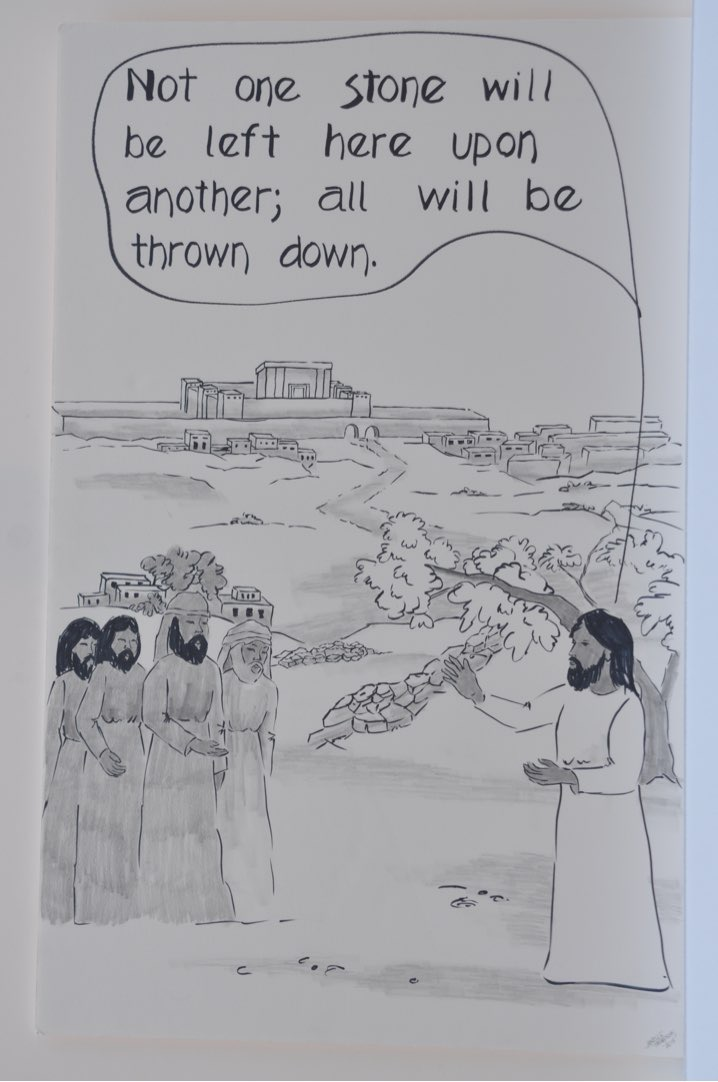 Not one stone will
be left here upon
another; all will be
thrown down.